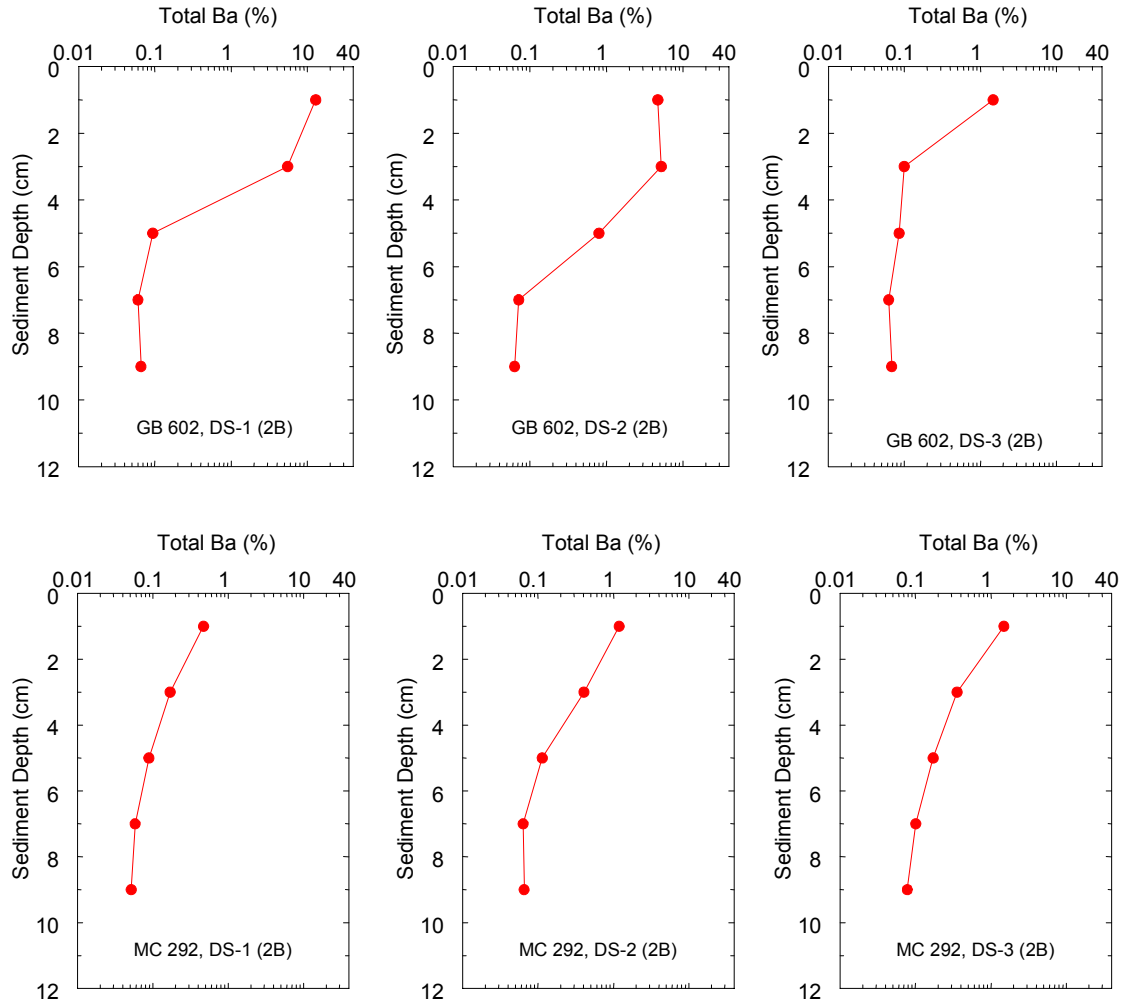 Total Ba (%) Total Ba (%) Total Ba (%)
0.01 0.1 1 10 40 0.01 0.1 1 10 40 0.01 0.1 1 10 40
0 0 0
2 2 2
4 4 4
6 6 6
8 8 8
10 10 10
12 12 12
Sediment Depth (cm) Sediment Depth (cm) Sediment Depth (cm)
GB 602, DS-1 (2B) GB 602, DS-2 (2B) GB 602, DS-3 (2B)
Total Ba (%) Total Ba (%) Total Ba (%)
0.01 0.1 1 10 40 0.01 0.1 1 10 40 0.01 0.1 1 10 40
0 0 0
2 2 2
4 4 4
6 6 6
8 8 8
10 10 10
12 12 12
Sediment Depth (cm) Sediment Depth (cm) Sediment Depth (cm)
MC 292, DS-1 (2B) MC 292, DS-2 (2B) MC 292, DS-3 (2B)